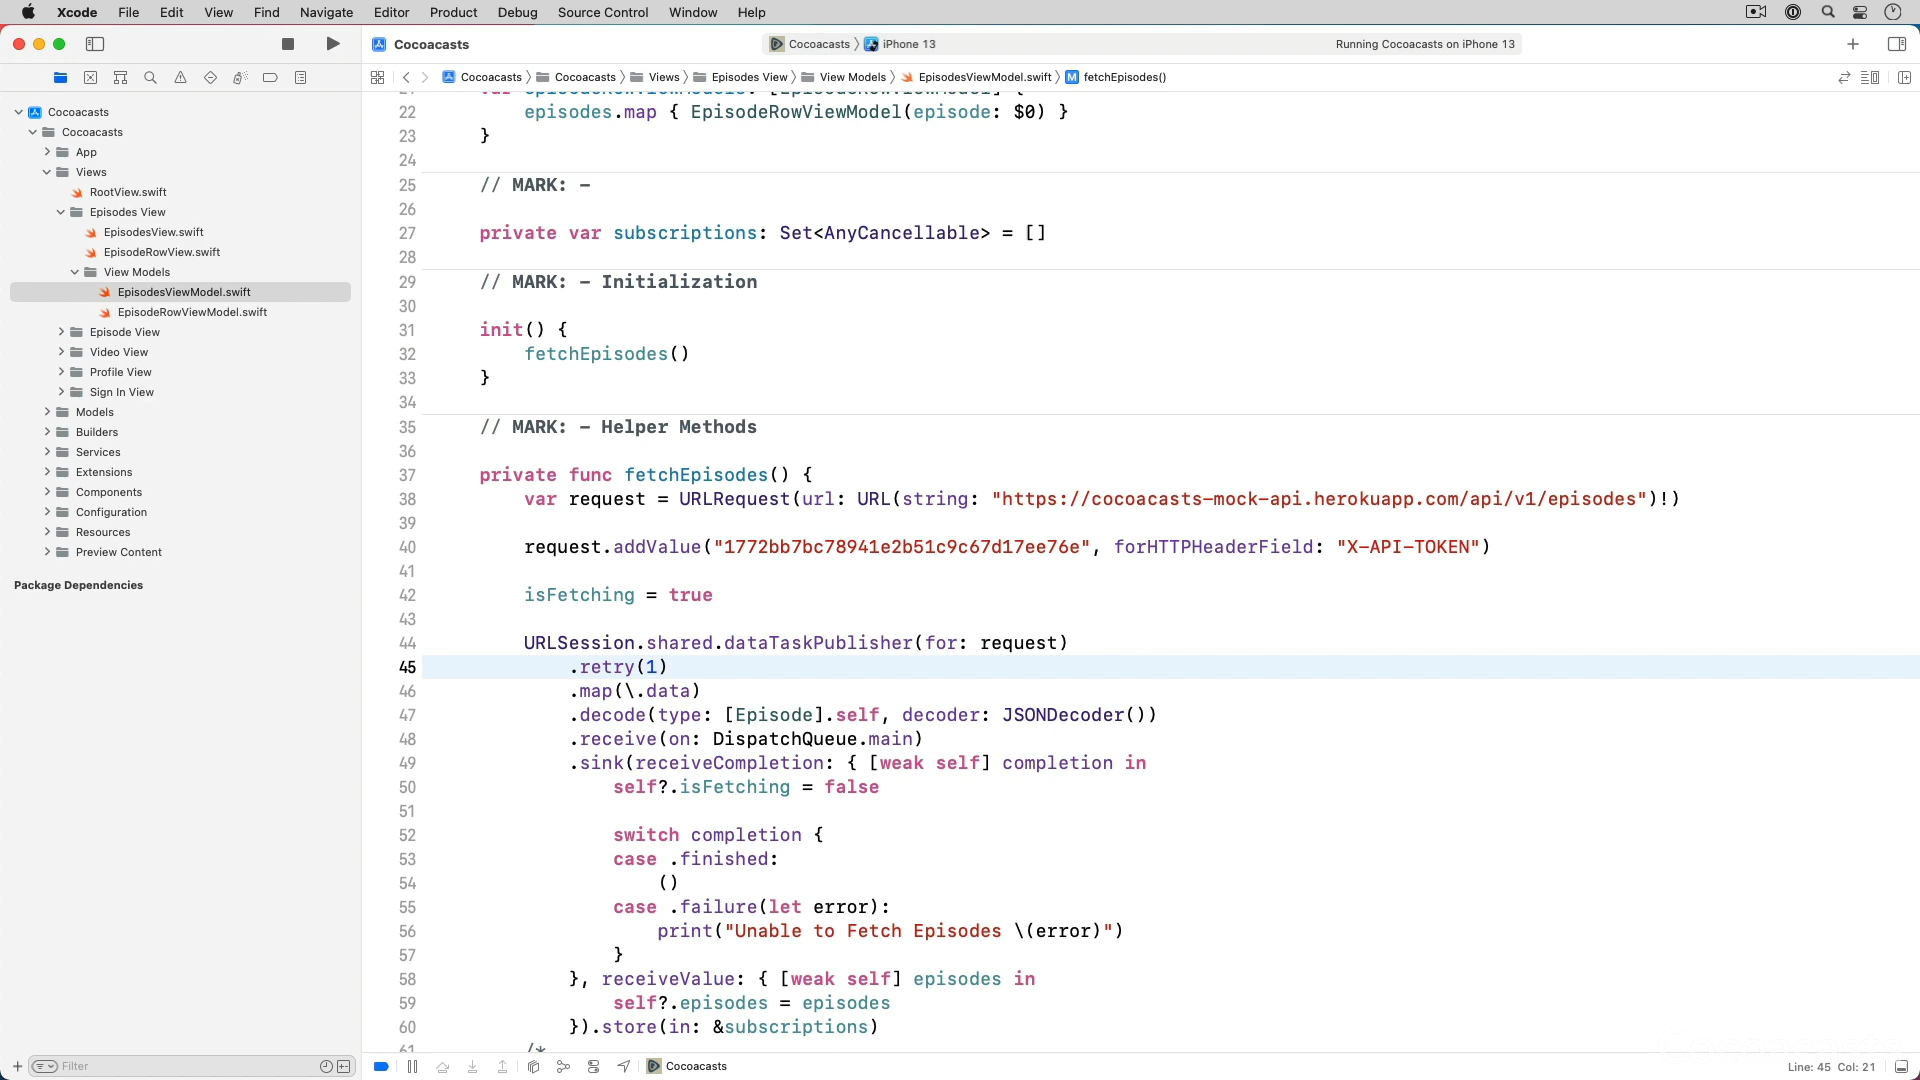 Xcode File Edit View Find Navigate Editor Product Debug Source Control Window Help
Cocoacasts
Cocoacasts iPhone 13
Running Cocoacasts on iPhone 13
Cocoacasts Cocoacasts Views Episodes View View Models EpisodesViewModel.swift M fetchEpisodes()
Cocoacasts
Cocoacasts
App
Views
RootView.swift
Episodes View
EpisodesView.swift
EpisodeRowView.swift
View Models
EpisodesViewModel.swift
EpisodeRowViewModel.swift
Episode View
Video View
Profile View
Sign In View
Models
Builders
Services
Extensions
Components
Configuration
Resources
Preview Content
Package Dependencies
Filter
21 var episodeRowViewModels: [EpisodeRowViewModel] {
22 episodes.map { EpisodeRowViewModel(episode: $0) }
23 }
24
25 // MARK: -
26
27 private var subscriptions: Set<AnyCancellable> = []
28
29 // MARK: - Initialization
30
31 init() {
32 fetchEpisodes()
33 }
34
35 // MARK: - Helper Methods
36
37 private func fetchEpisodes() {
38 var request = URLRequest(url: URL(string: "https://cocoacasts-mock-api.herokuapp.com/api/v1/episodes")!)
39
40 request.addValue("1772bb7bc78941e2b51c9c67d17ee76e", forHTTPHeaderField: "X-API-TOKEN")
41
42 isFetching = true
43
44 URLSession.shared.dataTaskPublisher(for: request)
45 .retry(1)
46 .map(\.data)
47 .decode(type: [Episode].self, decoder: JSONDecoder())
48 .receive(on: DispatchQueue.main)
49 .sink(receiveCompletion: { [weak self] completion in
50 self?.isFetching = false
51
52 switch completion {
53 case .finished:
54 ()
55 case .failure(let error):
56 print("Unable to Fetch Episodes \(error)")
57 }
58 }, receiveValue: { [weak self] episodes in
59 self?.episodes = episodes
60 }).store(in: &subscriptions)
61 /*
Cocoacasts
Line: 45 Col: 21